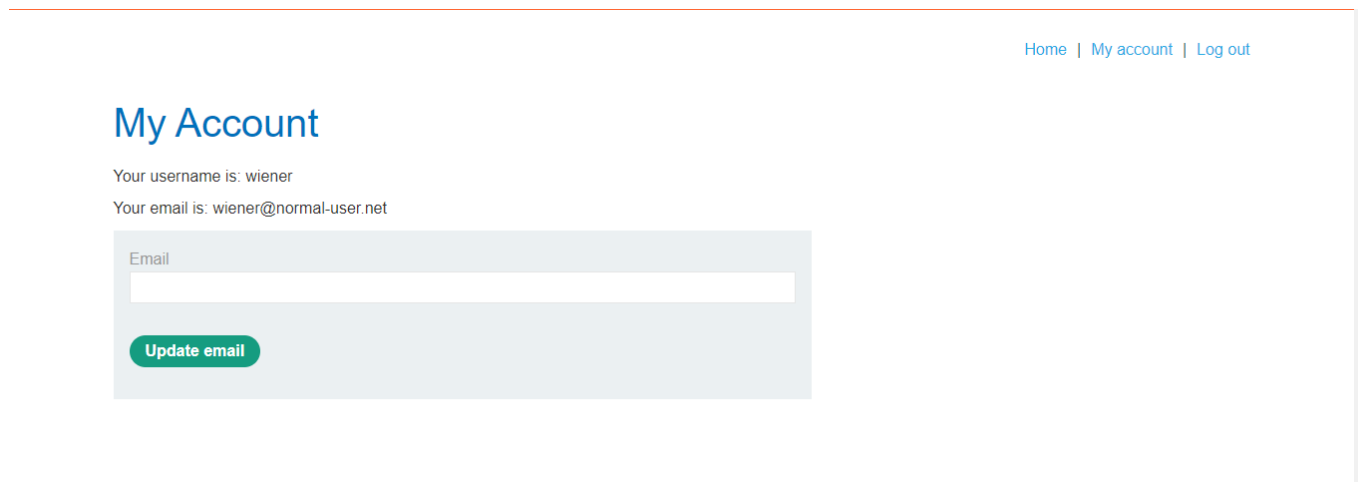 Home | My account | Log out
My Account
Your username is: wiener
Your email is: wiener@normal-user.net
Email
Update email